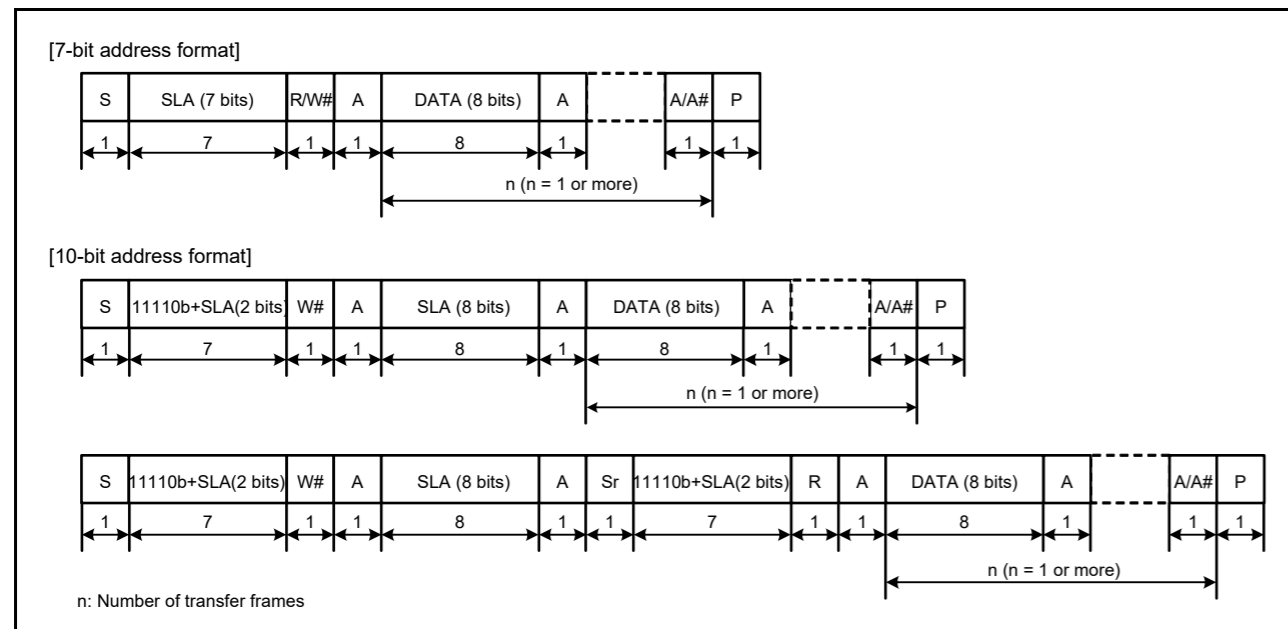 [7-bit address format]
S SLA (7 bits) R/W# A DATA (8 bits) A A/A# P
1 7 1 1 8 1 1 1
n (n = 1 or more)
[10-bit address format]
S 11110b+SLA(2 bits) W# A SLA (8 bits) A DATA (8 bits) A A/A# P
1 7 1 1 8 1 8 1 1 1
n (n = 1 or more)
S 11110b+SLA(2 bits) W# A SLA (8 bits) A Sr 11110b+SLA(2 bits) R A DATA (8 bits) A A/A# P
1 7 1 1 8 1 1 7 1 1 8 1 1 1
n (n = 1 or more)
n: Number of transfer frames